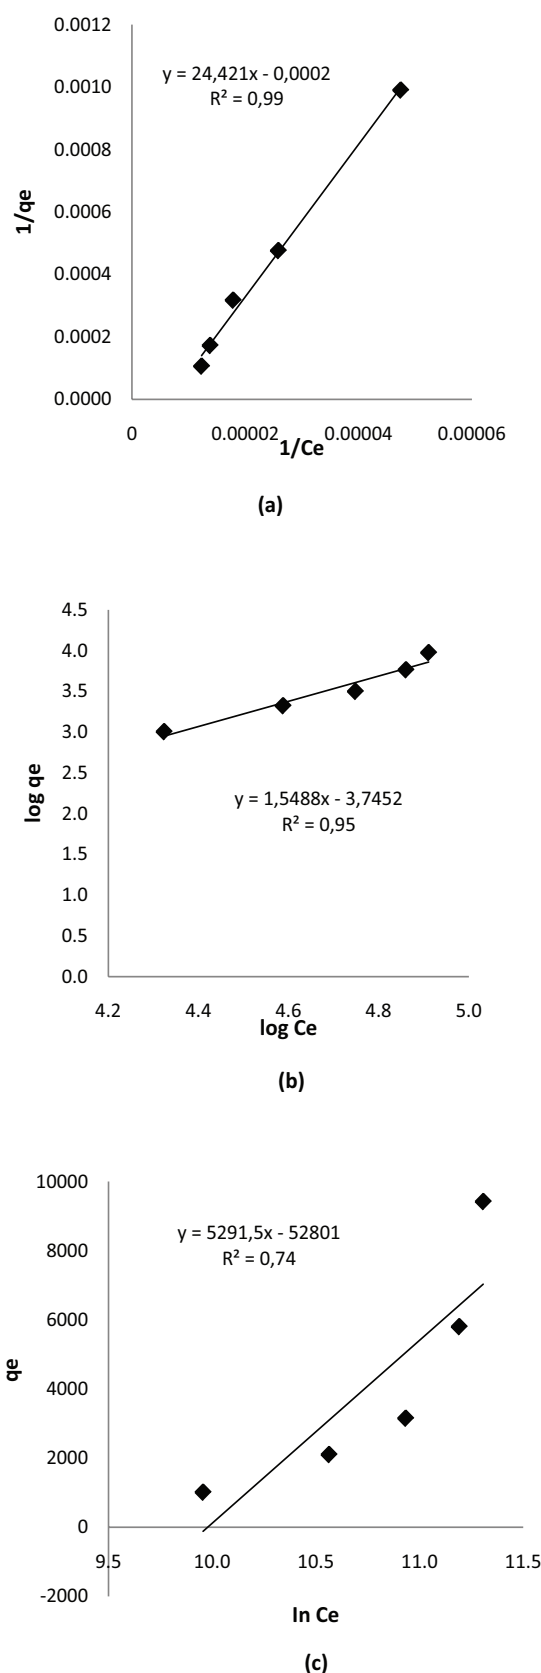 0.0012
y = 24,421x - 0,0002
R² = 0,99
0.0010
0.0008
0.0006
0.0004
0.0002
0.0000
1/qe
0 0.00002 0.00004 0.00006
1/Ce
(a)
4.5
4.0
3.5
3.0
2.5
2.0
1.5
1.0
0.5
0.0
log qe
y = 1,5488x - 3,7452
R² = 0,95
4.2 4.4 4.6 4.8 5.0
log Ce
(b)
10000
8000
6000
4000
2000
0
-2000
qe
y = 5291,5x - 52801
R² = 0,74
9.5 10.0 10.5 11.0 11.5
ln Ce
(c)